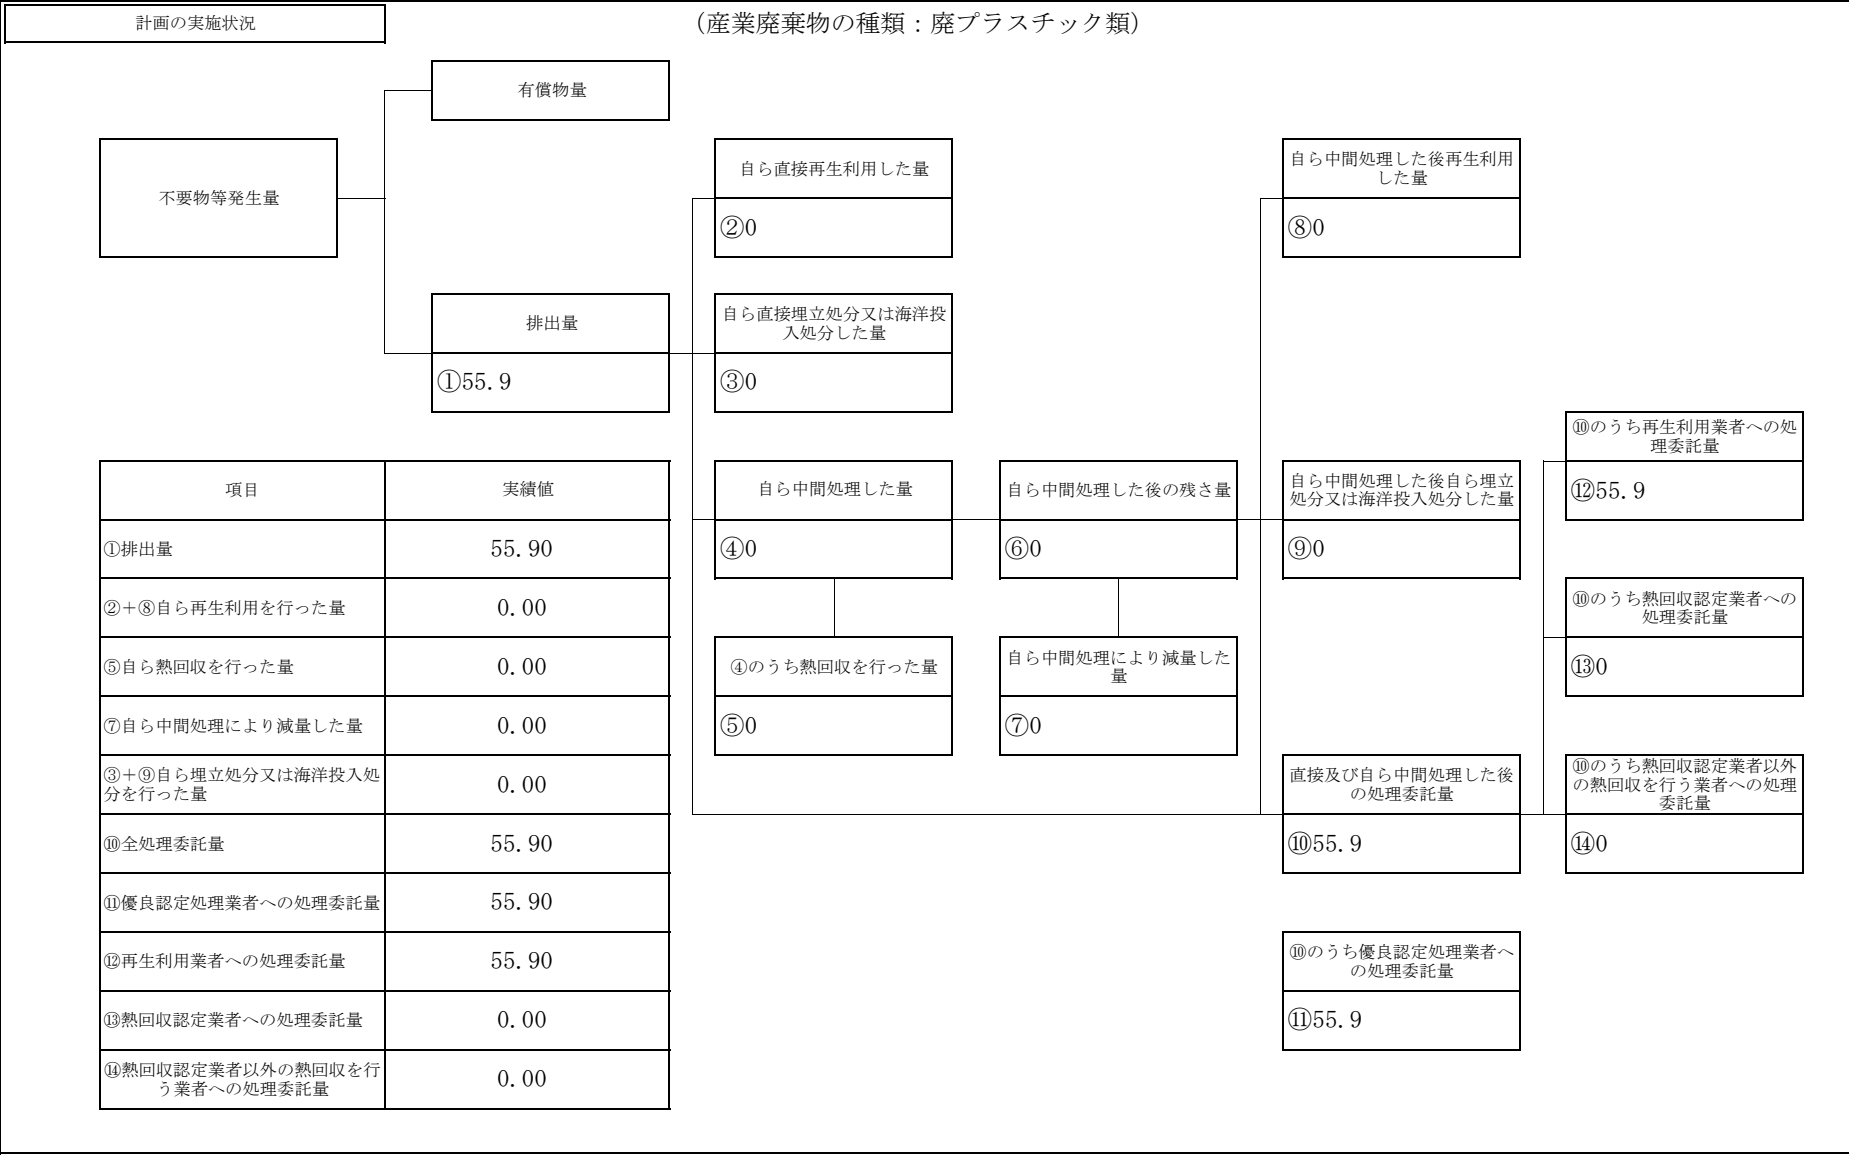 計画の実施状況
（産業廃棄物の種類：廃プラスチック類）
有償物量
不要物等発生量
自ら直接再生利用した量
②0
自ら中間処理した後再生利用
した量
⑧0
排出量
①55.9
自ら直接埋立処分又は海洋投
入処分した量
③0
⑩のうち再生利用業者への処
理委託量
⑫55.9
自ら中間処理した量
④0
自ら中間処理した後の残さ量
⑥0
自ら中間処理した後自ら埋立
処分又は海洋投入処分した量
⑨0
⑩のうち熱回収認定業者への
処理委託量
⑬0
④のうち熱回収を行った量
⑤0
自ら中間処理により減量した
量
⑦0
直接及び自ら中間処理した後
の処理委託量
⑩55.9
⑩のうち熱回収認定業者以外
の熱回収を行う業者への処理
委託量
⑭0
⑩のうち優良認定処理業者へ
の処理委託量
⑪55.9
項目 実績値
①排出量 55.90
②＋⑧自ら再生利用を行った量 0.00
⑤自ら熱回収を行った量 0.00
⑦自ら中間処理により減量した量 0.00
③＋⑨自ら埋立処分又は海洋投入処
分を行った量 0.00
⑩全処理委託量 55.90
⑪優良認定処理業者への処理委託量 55.90
⑫再生利用業者への処理委託量 55.90
⑬熱回収認定業者への処理委託量 0.00
⑭熱回収認定業者以外の熱回収を行
う業者への処理委託量 0.00